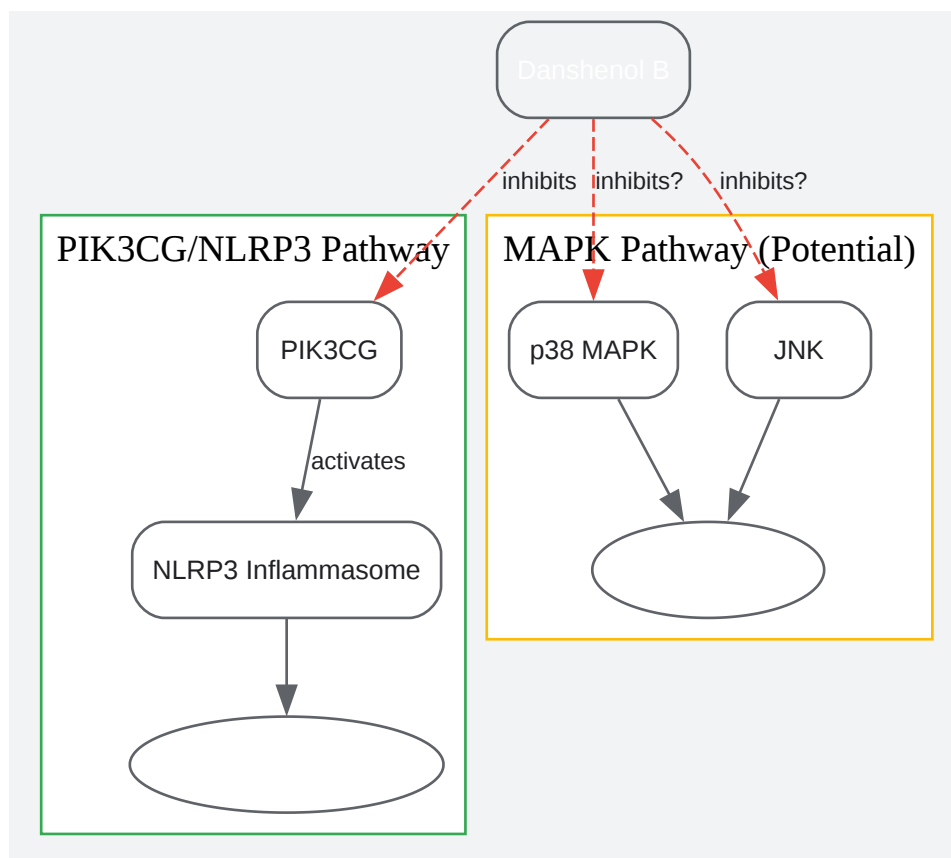 Danshenol B
inhibits
inhibits?
inhibits?
PIK3CG/NLRP3 Pathway
MAPK Pathway (Potential)
PIK3CG
p38 MAPK
JNK
activates
NLRP3 Inflammasome